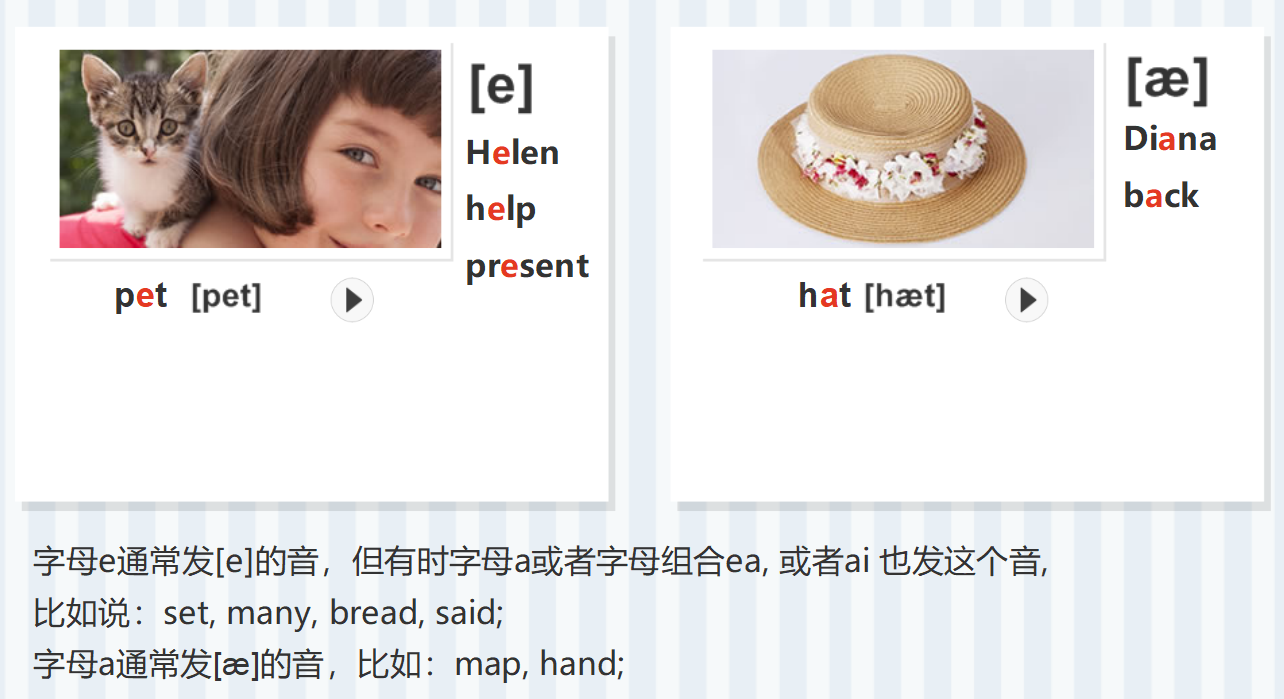 [e]
Helen
help
present
pet [pet]
[æ]
Diana
back
hat [hæt]
字母e通常发[e]的音，但有时字母a或者字母组合ea, 或者ai 也发这个音,
比如说：set, many, bread, said;
字母a通常发[æ]的音，比如：map, hand;